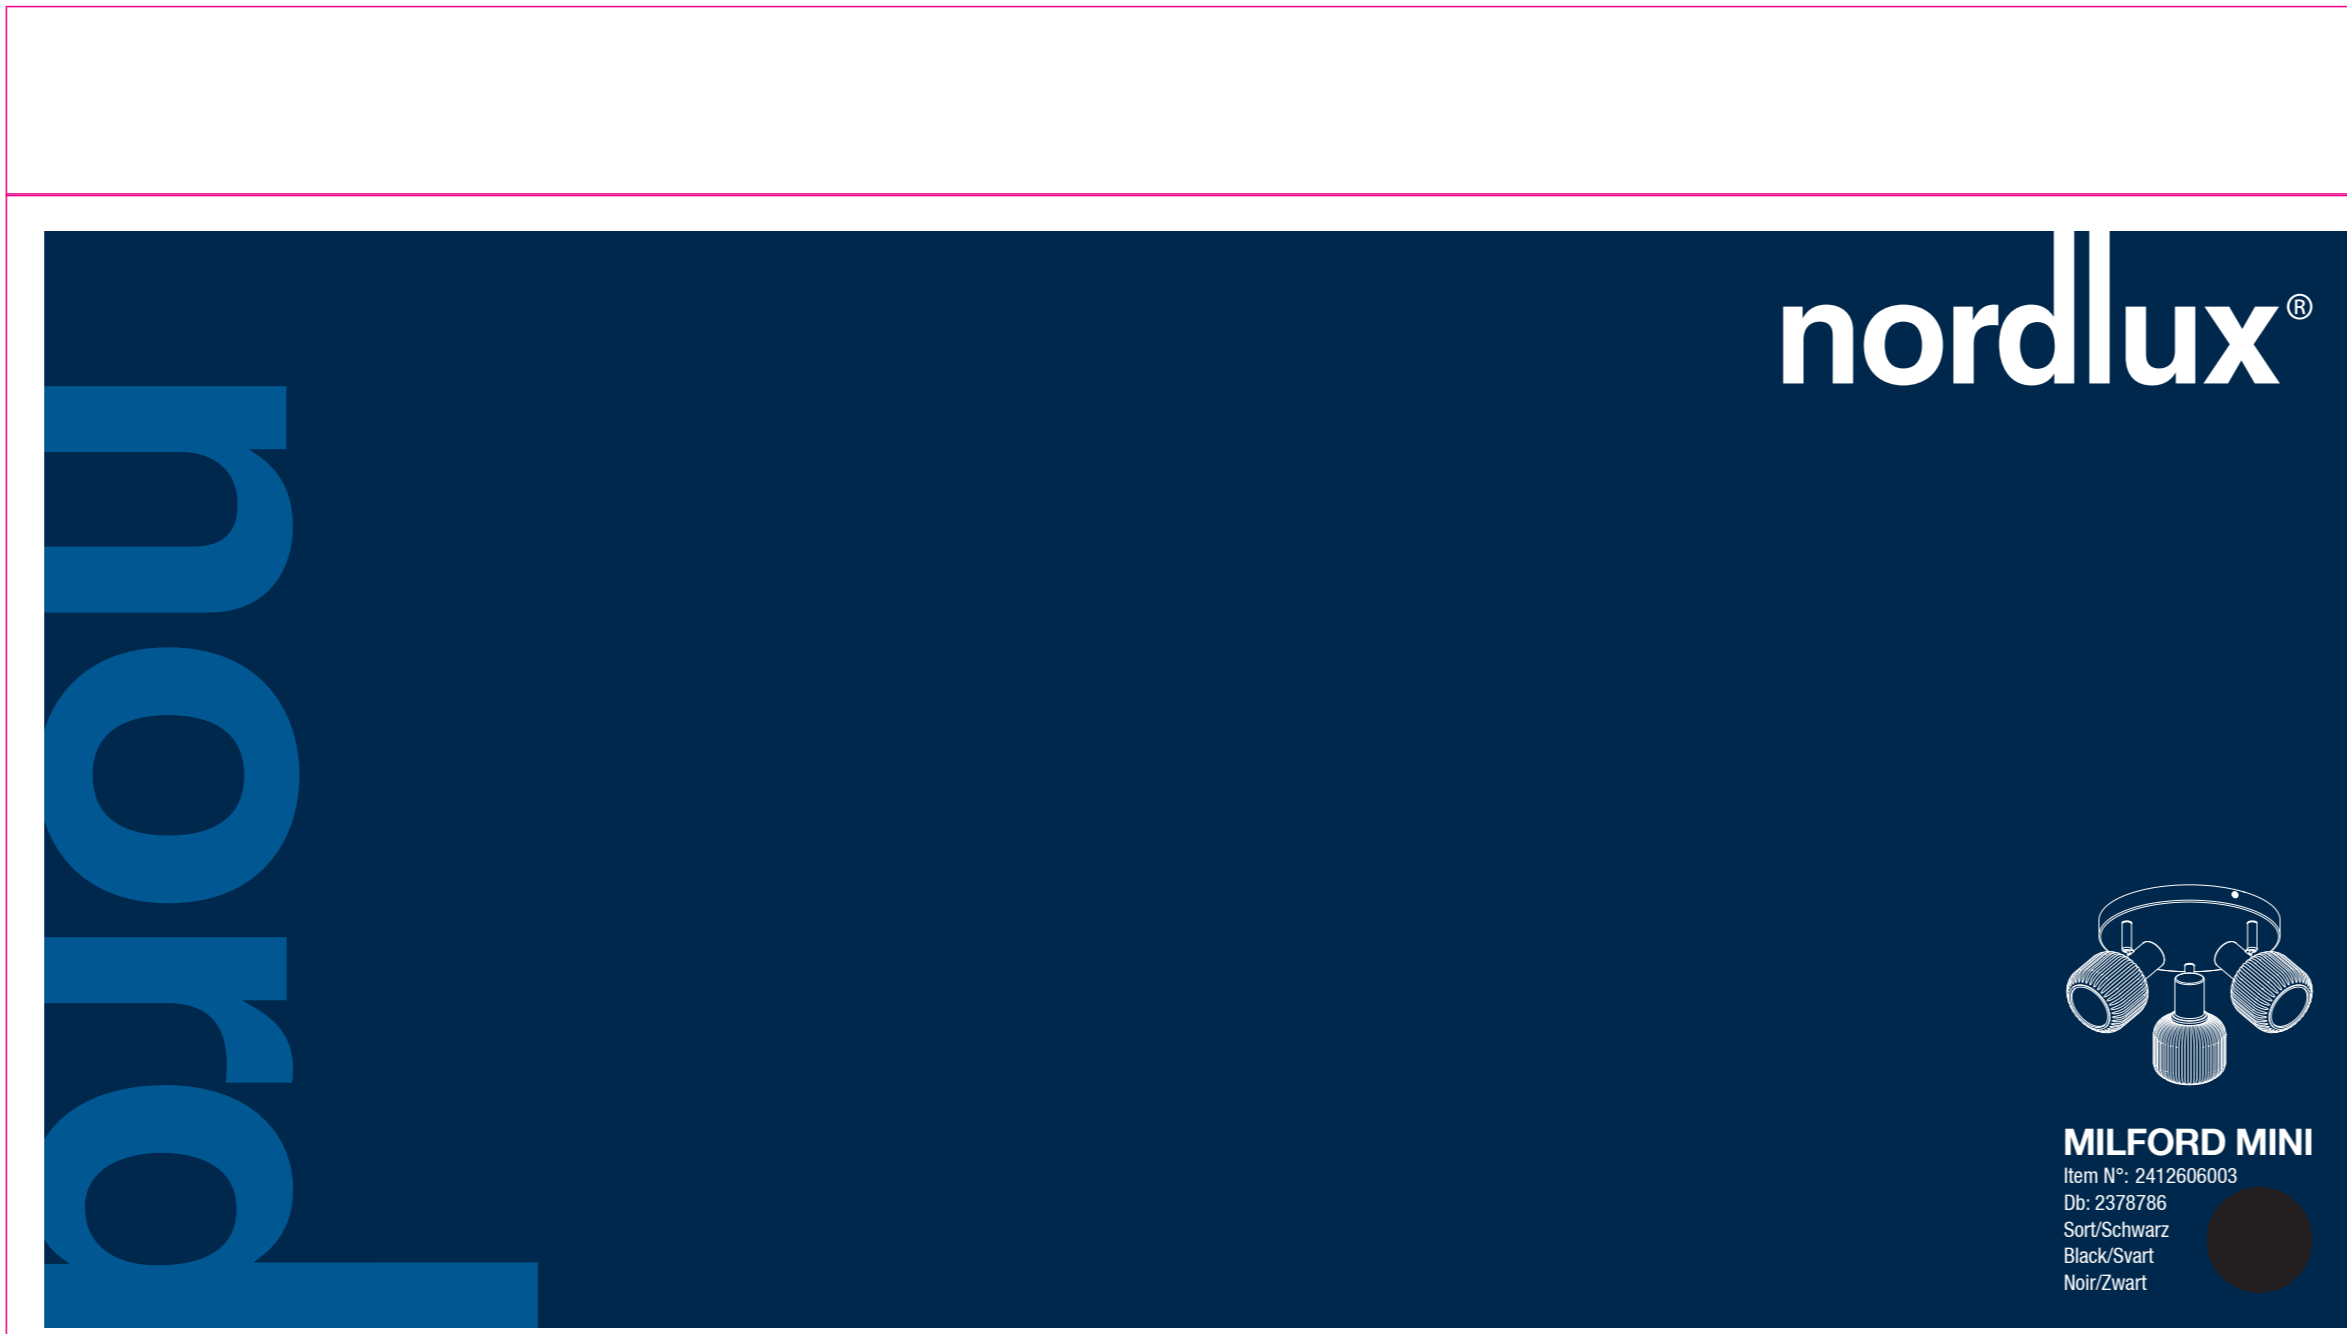 nordlux®
nord
MILFORD MINI
Item N°: 2412606003
Db: 2378786
Sort/Schwarz
Black/Svart
Noir/Zwart